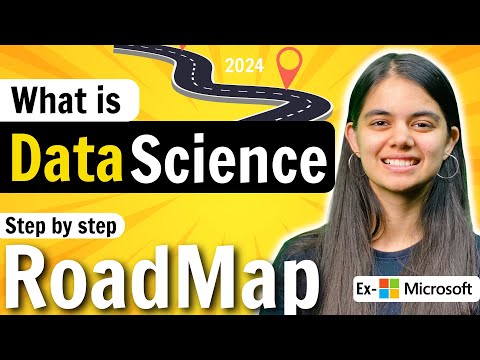 2024
What is
Data Science
Step by step
RoadMap
Ex- Microsoft